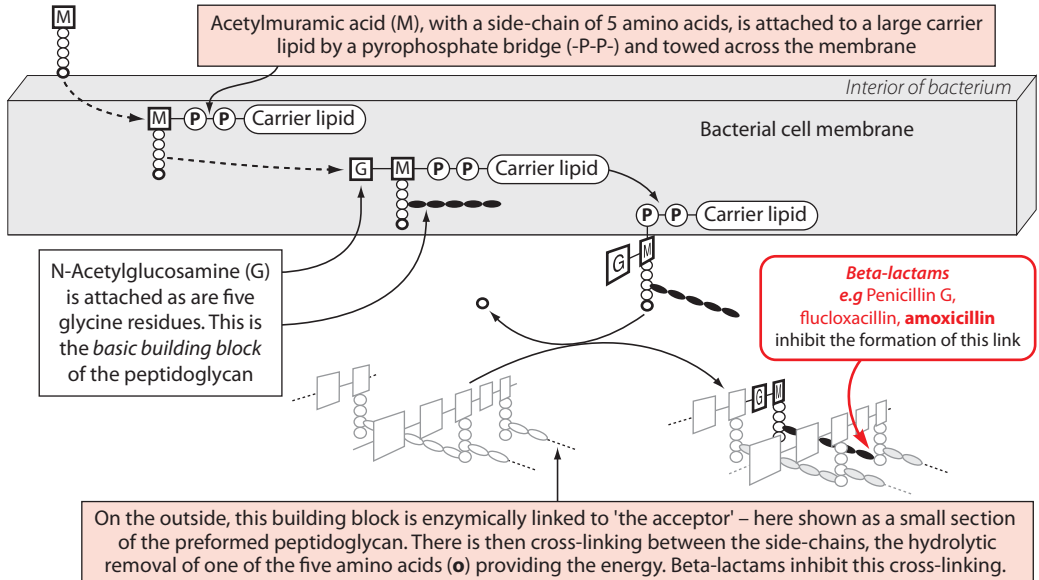 M
Acetylmuramic acid (M), with a side-chain of 5 amino acids, is attached to a large carrier
lipid by a pyrophosphate bridge (-P-P-) and towed across the membrane
Interior of bacterium
M P P Carrier lipid
Bacterial cell membrane
G M P P Carrier lipid
P P Carrier lipid
G M
N-Acetylglucosamine (G)
is attached as are five
glycine residues. This is
the basic building block
of the peptidoglycan
Beta-lactams
e.g Penicillin G,
flucloxacillin, amoxicillin
inhibit the formation of this link
G M
On the outside, this building block is enzymically linked to 'the acceptor' – here shown as a small section
of the preformed peptidoglycan. There is then cross-linking between the side-chains, the hydrolytic
removal of one of the five amino acids (o) providing the energy. Beta-lactams inhibit this cross-linking.